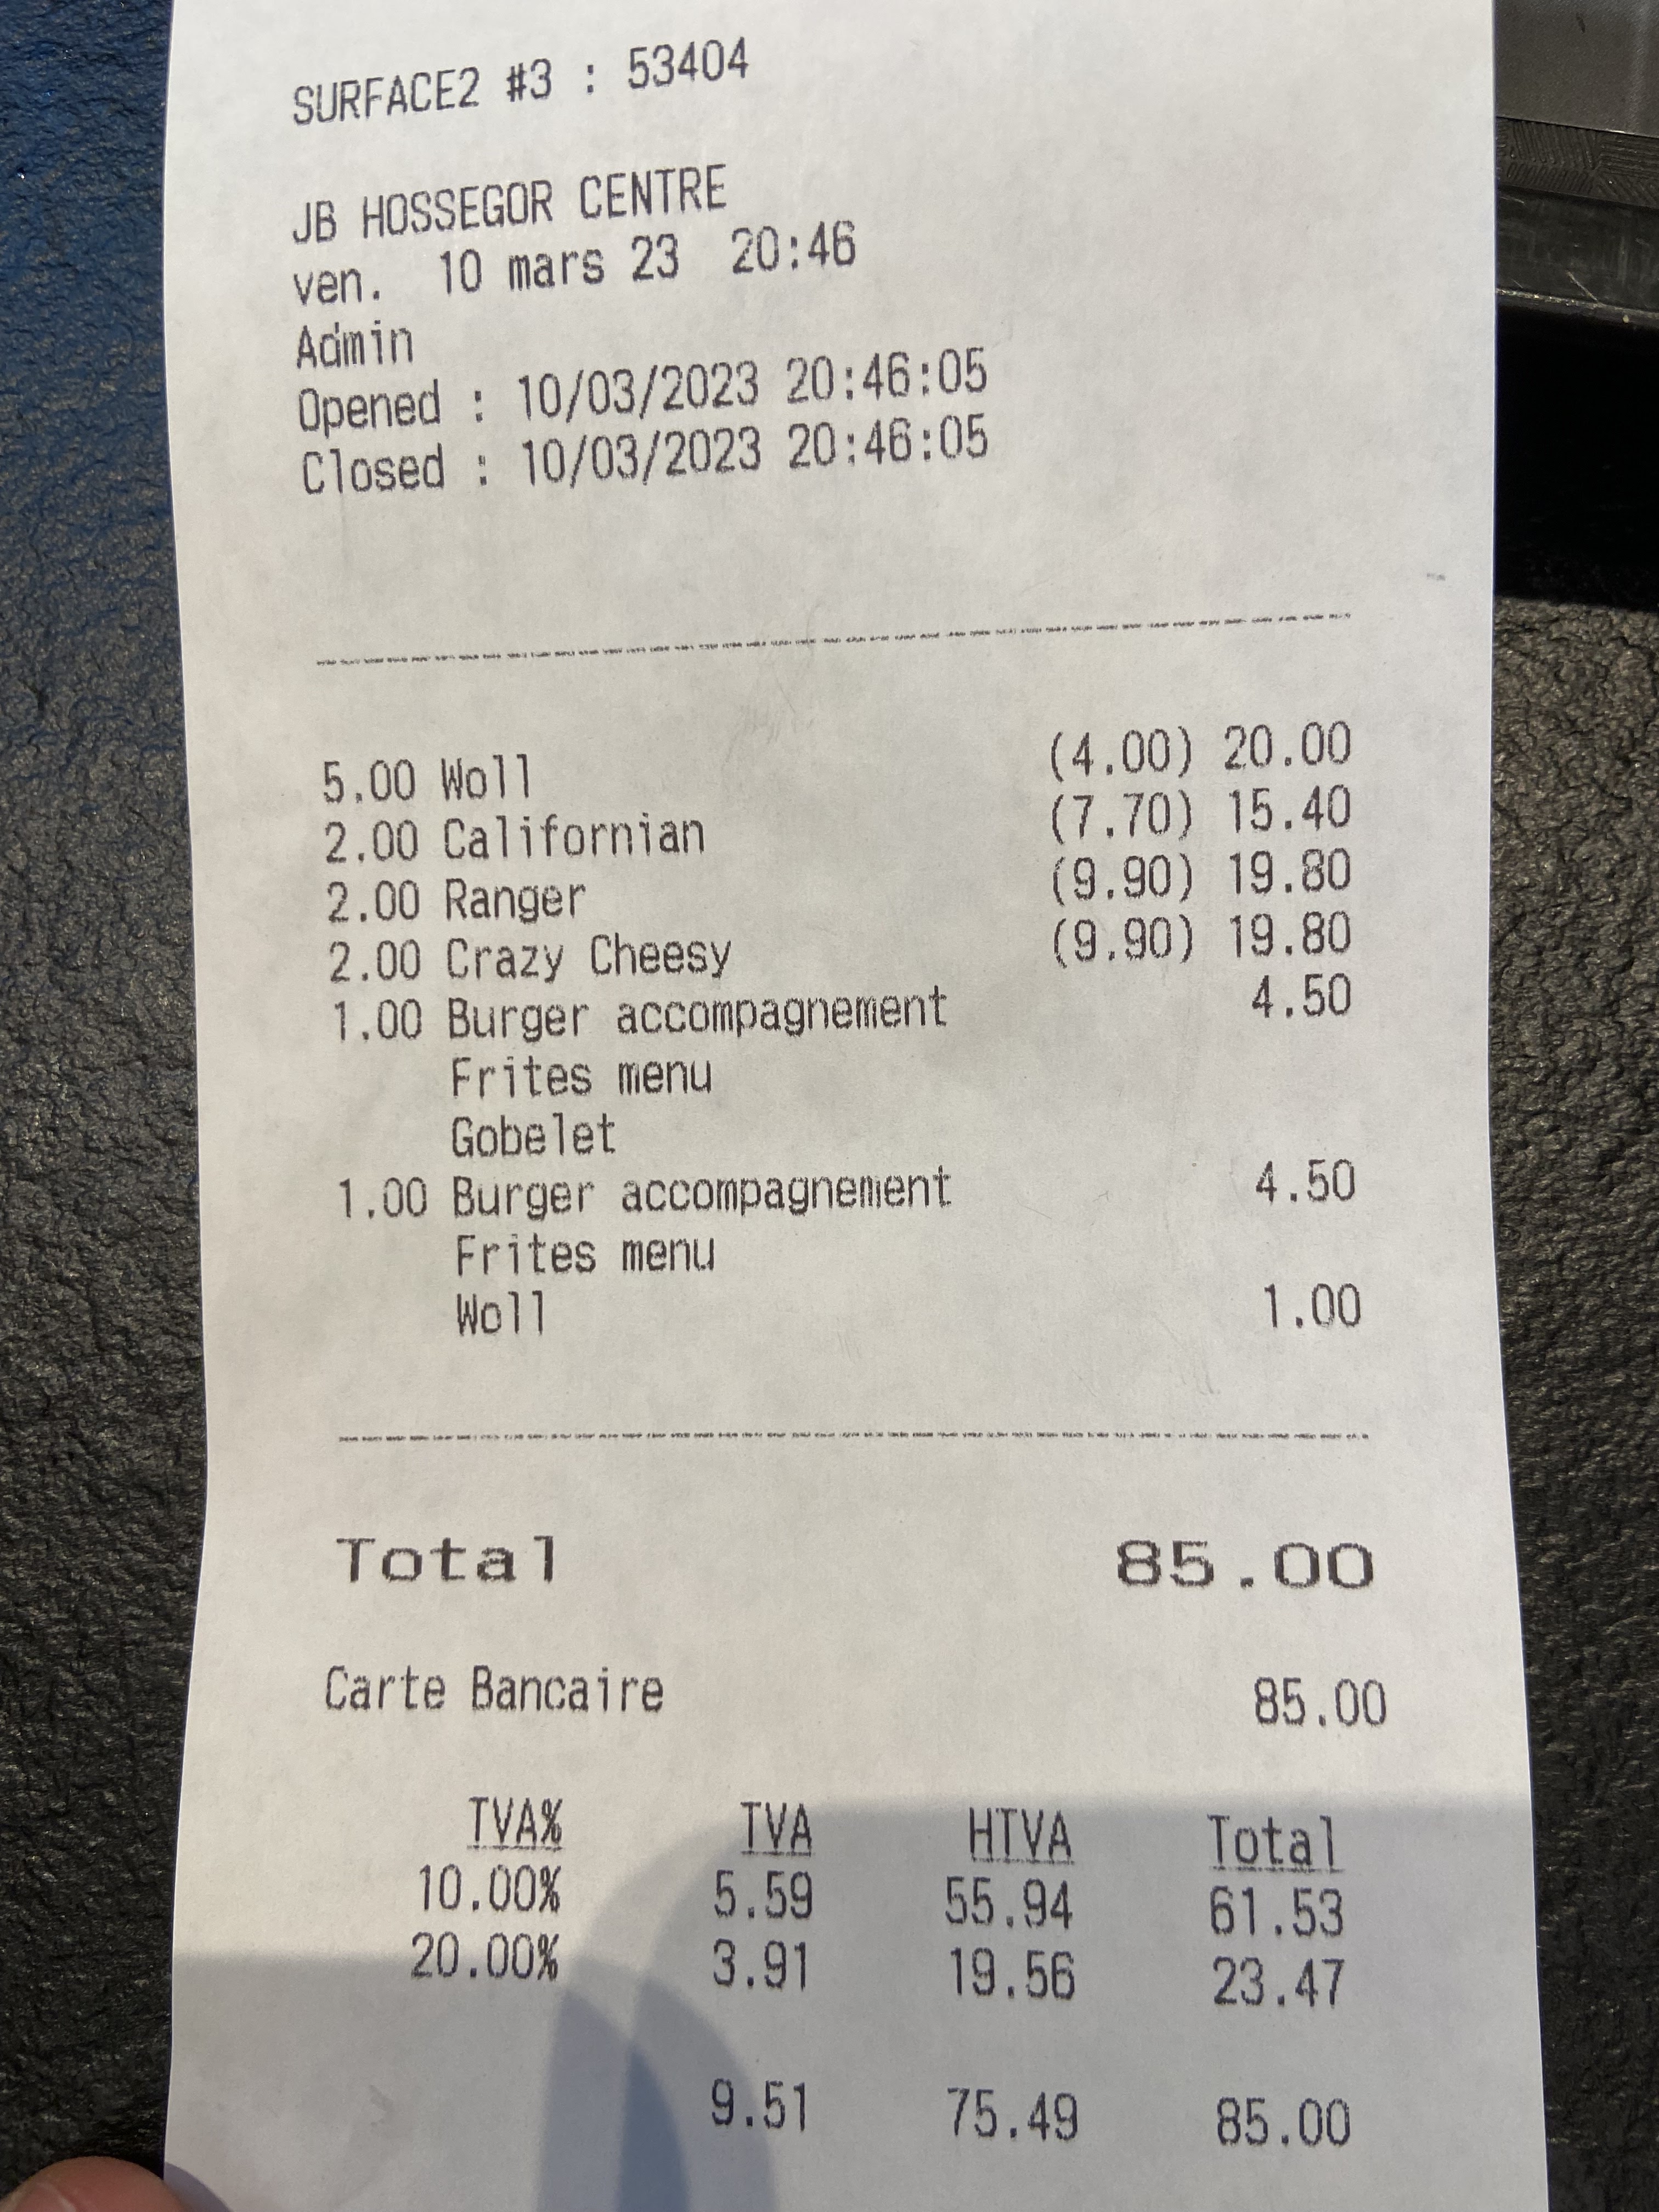 SURFACE2 #3 : 53404
JB HOSSEGOR CENTRE
ven. 10 mars 23 20:46
Admin
Opened : 10/03/2023 20:46:05
Closed : 10/03/2023 20:46:05
5.00 Woll (4.00) 20.00
2.00 Californian (7.70) 15.40
2.00 Ranger (9.90) 19.80
2.00 Crazy Cheesy (9.90) 19.80
1.00 Burger accompagnement 4.50
Frites menu
Gobelet
1.00 Burger accompagnement 4.50
Frites menu
Woll 1.00
Total 85.00
Carte Bancaire 85.00
TVA% TVA HTVA Total
10.00% 5.59 55.94 61.53
20.00% 3.91 19.56 23.47
9.51 75.49 85.00